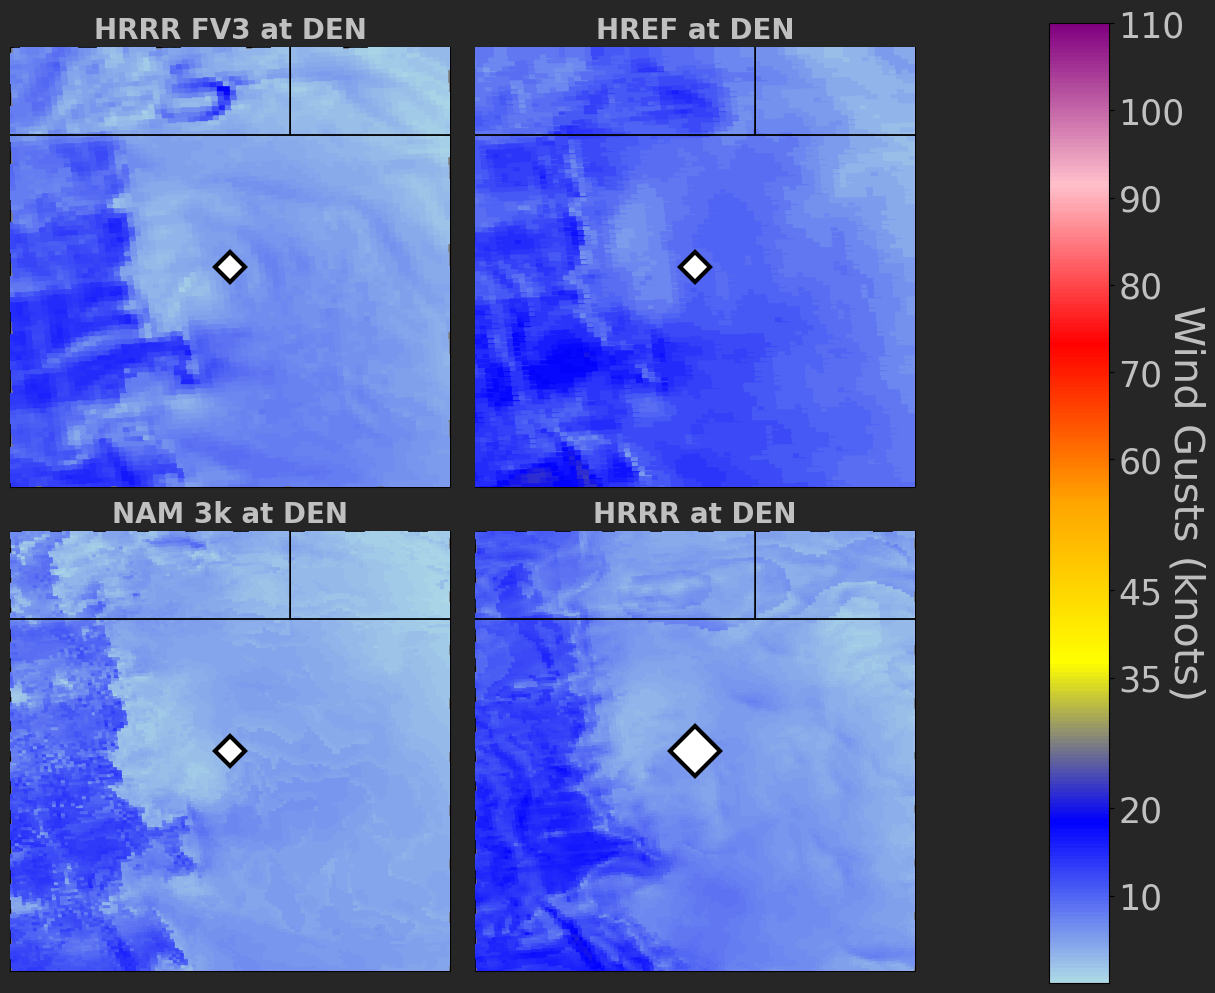 HRRR FV3 at DEN
HREF at DEN
NAM 3k at DEN
HRRR at DEN
110
100
90
80
70
60
45
35
20
10
Wind Gusts (knots)